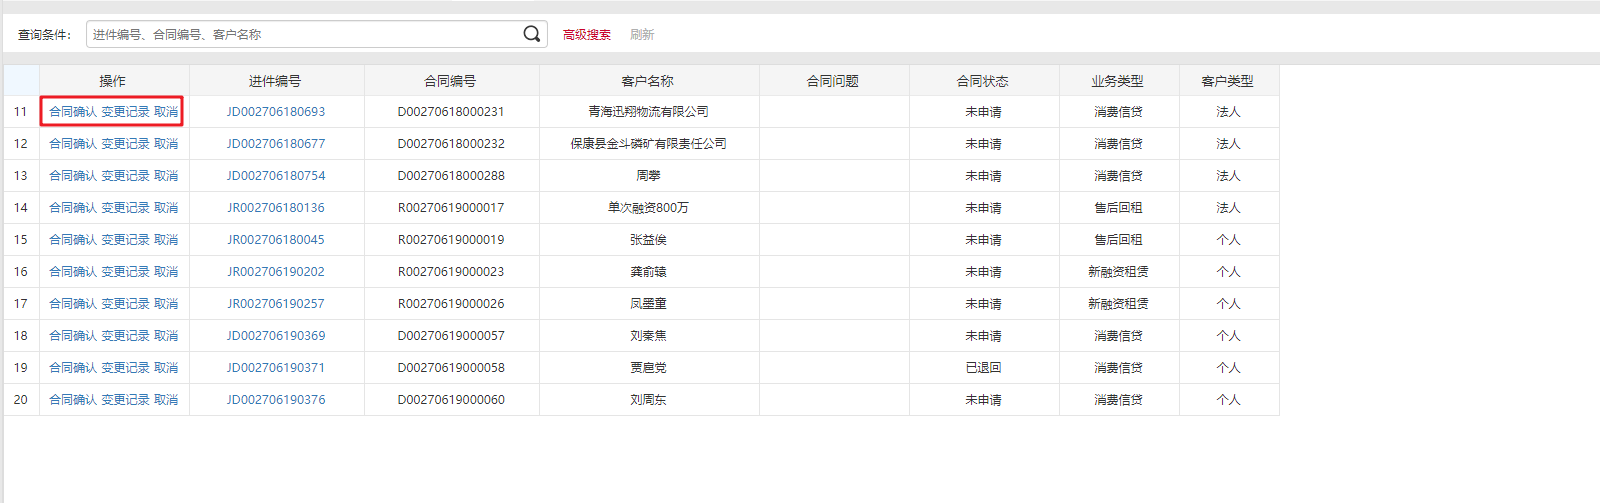 查询条件： 进件编号、合同编号、客户名称 高级搜索 刷新
操作 进件编号 合同编号 客户名称 合同问题 合同状态 业务类型 客户类型
11 合同确认 变更记录 取消 JD002706180693 D00270618000231 青海迅翔物流有限公司 未申请 消费信贷 法人
12 合同确认 变更记录 取消 JD002706180677 D00270618000232 保康县金斗磷矿有限责任公司 未申请 消费信贷 法人
13 合同确认 变更记录 取消 JD002706180754 D00270618000288 周攀 未申请 消费信贷 法人
14 合同确认 变更记录 取消 JR002706180136 R00270619000017 单次融资800万 未申请 售后回租 法人
15 合同确认 变更记录 取消 JR002706180045 R00270619000019 张益俟 未申请 售后回租 个人
16 合同确认 变更记录 取消 JR002706190202 R00270619000023 龚俞辕 未申请 新融资租赁 个人
17 合同确认 变更记录 取消 JR002706190257 R00270619000026 凤墨童 未申请 新融资租赁 个人
18 合同确认 变更记录 取消 JD002706190369 D00270619000057 刘秦焦 未申请 消费信贷 个人
19 合同确认 变更记录 取消 JD002706190371 D00270619000058 贾扈党 已退回 消费信贷 个人
20 合同确认 变更记录 取消 JD002706190376 D00270619000060 刘周东 未申请 消费信贷 个人